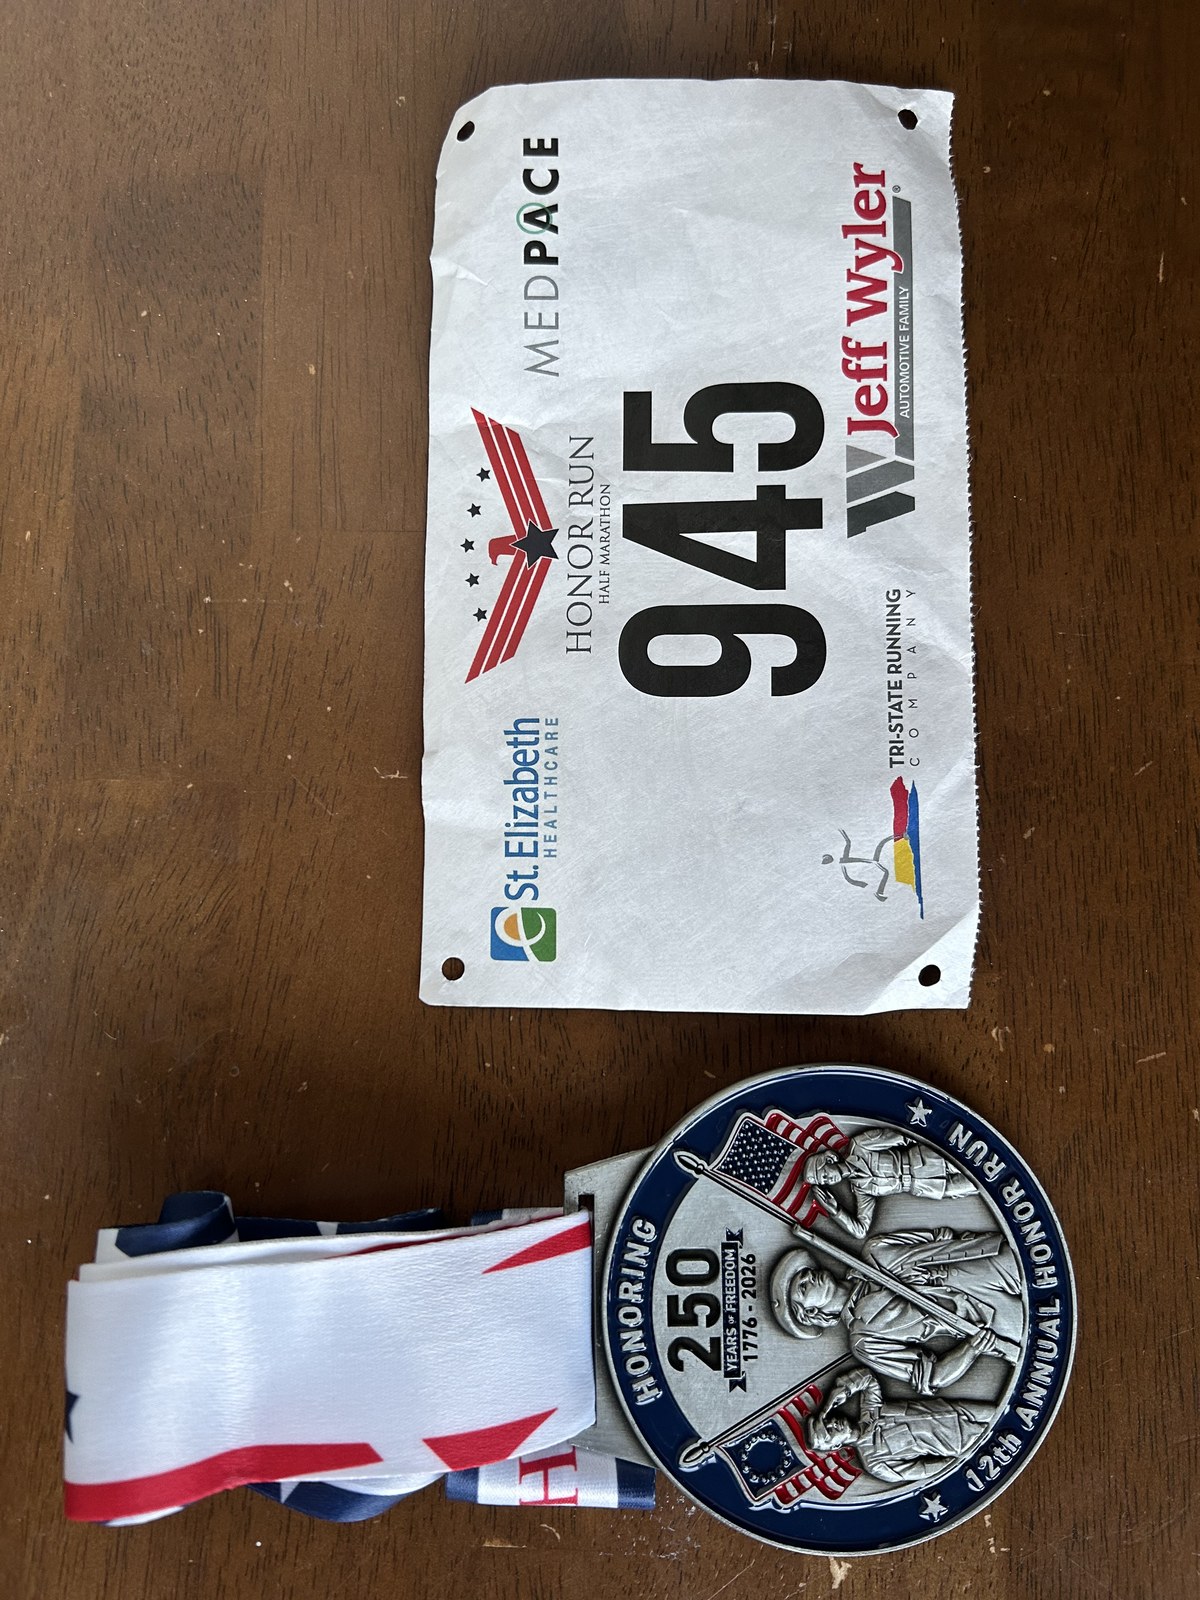 St. Elizabeth
HEALTHCARE
HONOR RUN
HALF MARATHON
MEDPACE
945
TRI-STATE RUNNING
COMPANY
Jeff Wyler®
AUTOMOTIVE FAMILY
HONORING
250
YEARS OF FREEDOM
1776 - 2026
12th ANNUAL HONOR RUN
H